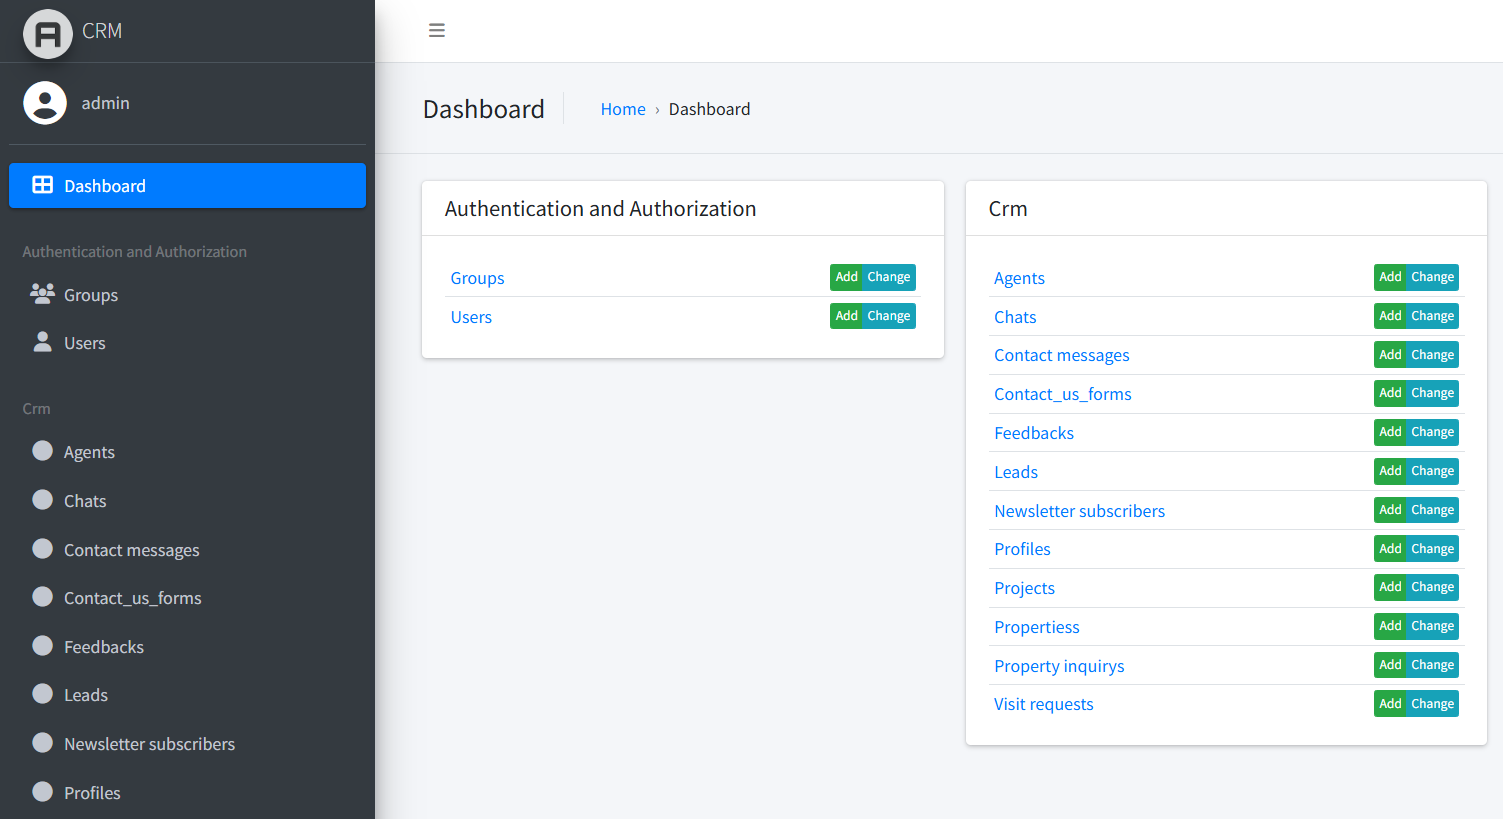 CRM
admin
Dashboard
Authentication and Authorization
Groups
Users
Crm
Agents
Chats
Contact messages
Contact_us_forms
Feedbacks
Leads
Newsletter subscribers
Profiles
Dashboard Home › Dashboard
Authentication and Authorization
Groups Add Change
Users Add Change
Crm
Agents Add Change
Chats Add Change
Contact messages Add Change
Contact_us_forms Add Change
Feedbacks Add Change
Leads Add Change
Newsletter subscribers Add Change
Profiles Add Change
Projects Add Change
Propertiess Add Change
Property inquirys Add Change
Visit requests Add Change